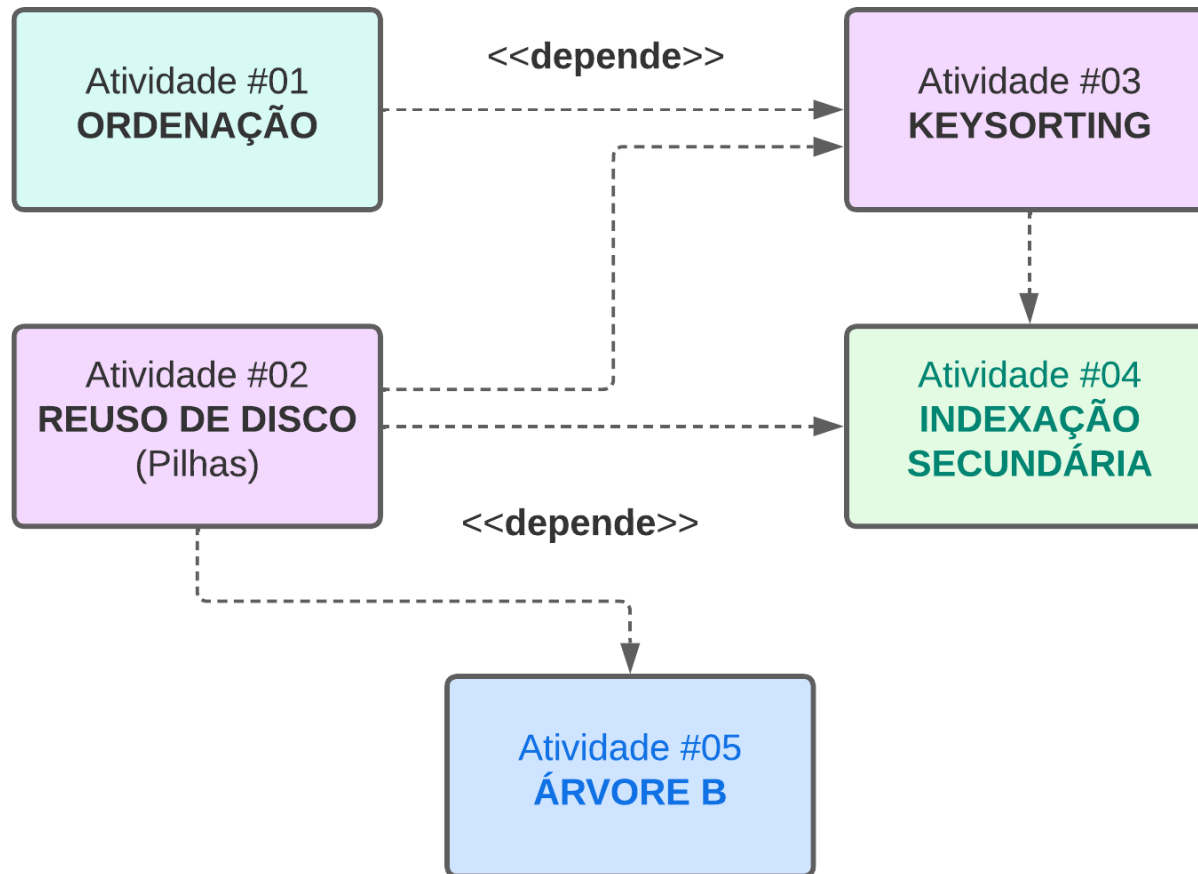 Atividade #01
ORDENAÇÃO
<<depende>>
Atividade #03
KEYSORTING
Atividade #02
REUSO DE DISCO
(Pilhas)
Atividade #04
INDEXAÇÃO
SECUNDÁRIA
<<depende>>
Atividade #05
ÁRVORE B